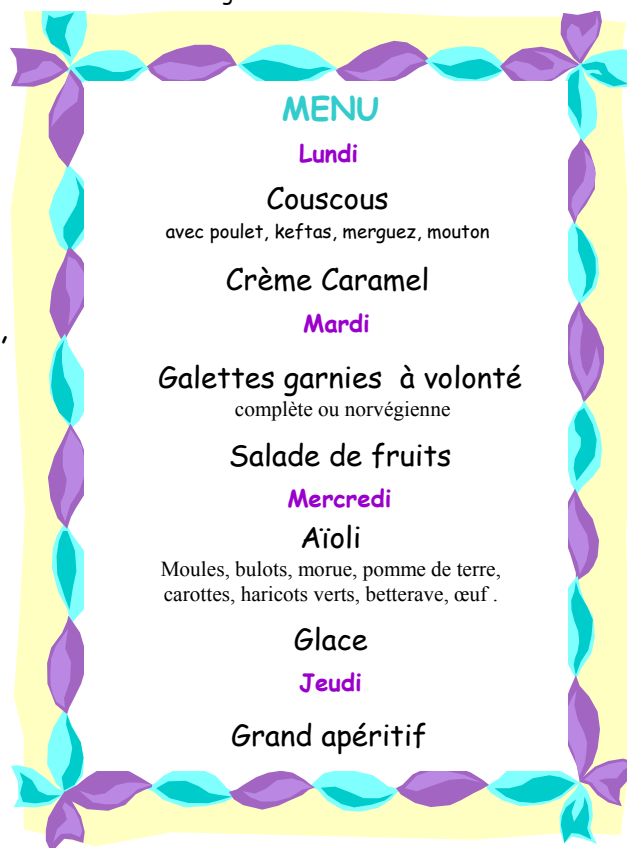 MENU
Lundi
Couscous
avec poulet, keftas, merguez, mouton
Crème Caramel
Mardi
Galettes garnies à volonté
complète ou norvégienne
Salade de fruits
Mercredi
Aïoli
Moules, bulots, morue, pomme de terre,
carottes, haricots verts, betterave, œuf .
Glace
Jeudi
Grand apéritif